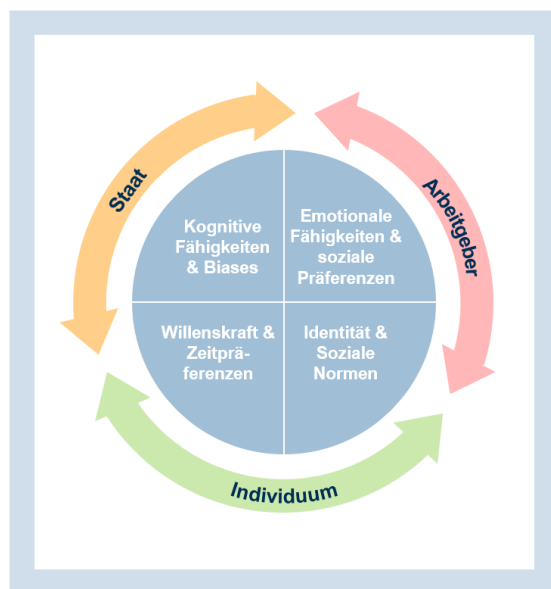 Staat
Arbeitgeber
Kognitive
Fähigkeiten
& Biases
Emotionale
Fähigkeiten &
soziale
Präferenzen
Willenskraft &
Zeitprä-
ferenzen
Identität &
Soziale
Normen
Individuum